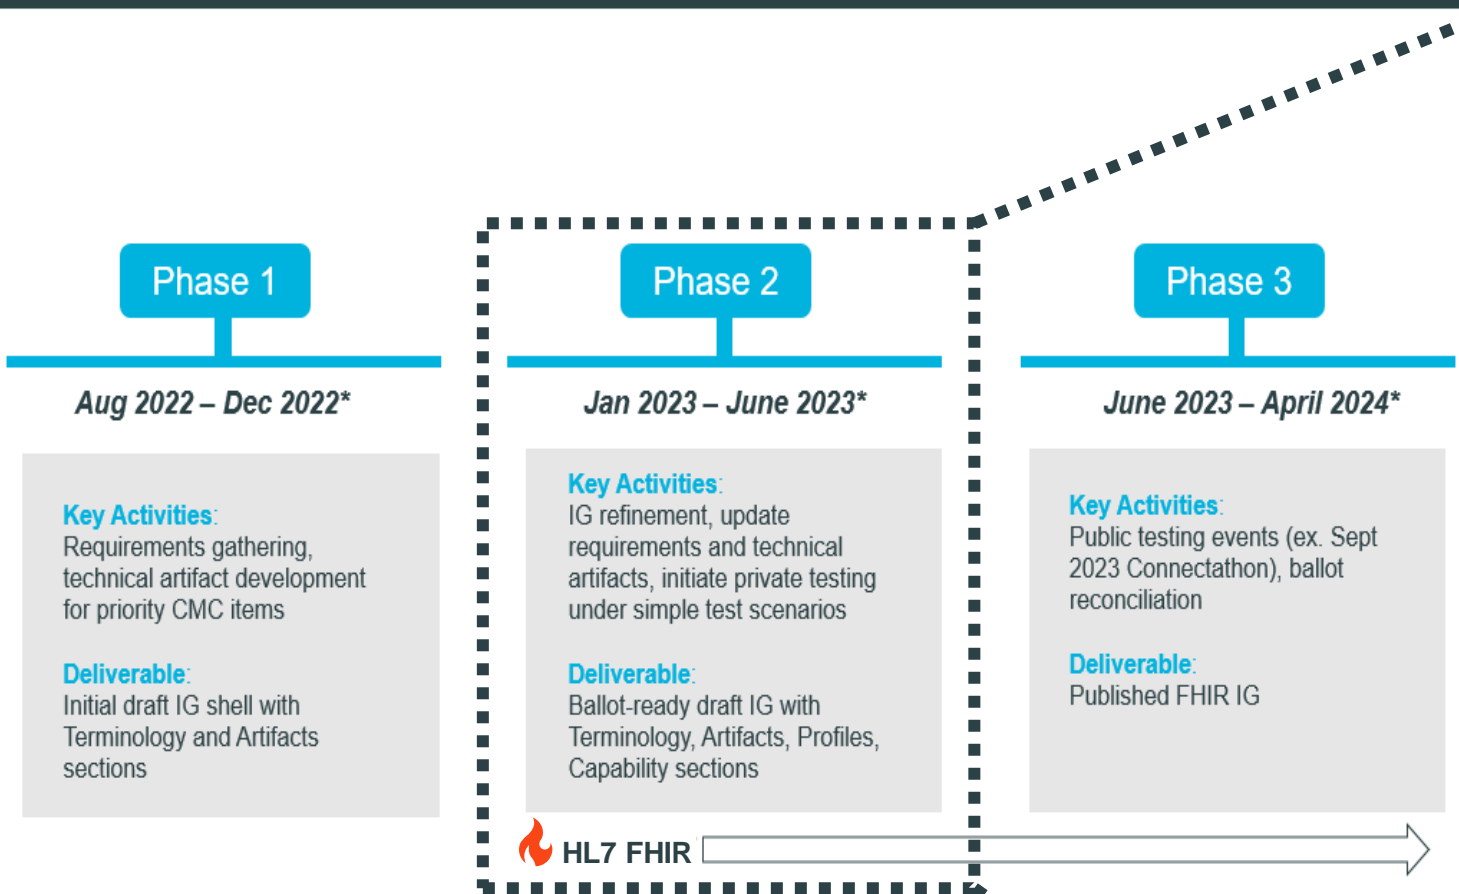 Phase 1
Aug 2022 – Dec 2022*
Key Activities:
Requirements gathering,
technical artifact development
for priority CMC items
Deliverable:
Initial draft IG shell with
Terminology and Artifacts
sections
Phase 2
Jan 2023 – June 2023*
Key Activities:
IG refinement, update
requirements and technical
artifacts, initiate private testing
under simple test scenarios
Deliverable:
Ballot-ready draft IG with
Terminology, Artifacts, Profiles,
Capability sections
Phase 3
June 2023 – April 2024*
Key Activities:
Public testing events (ex. Sept
2023 Connectathon), ballot
reconciliation
Deliverable:
Published FHIR IG
HL7 FHIR